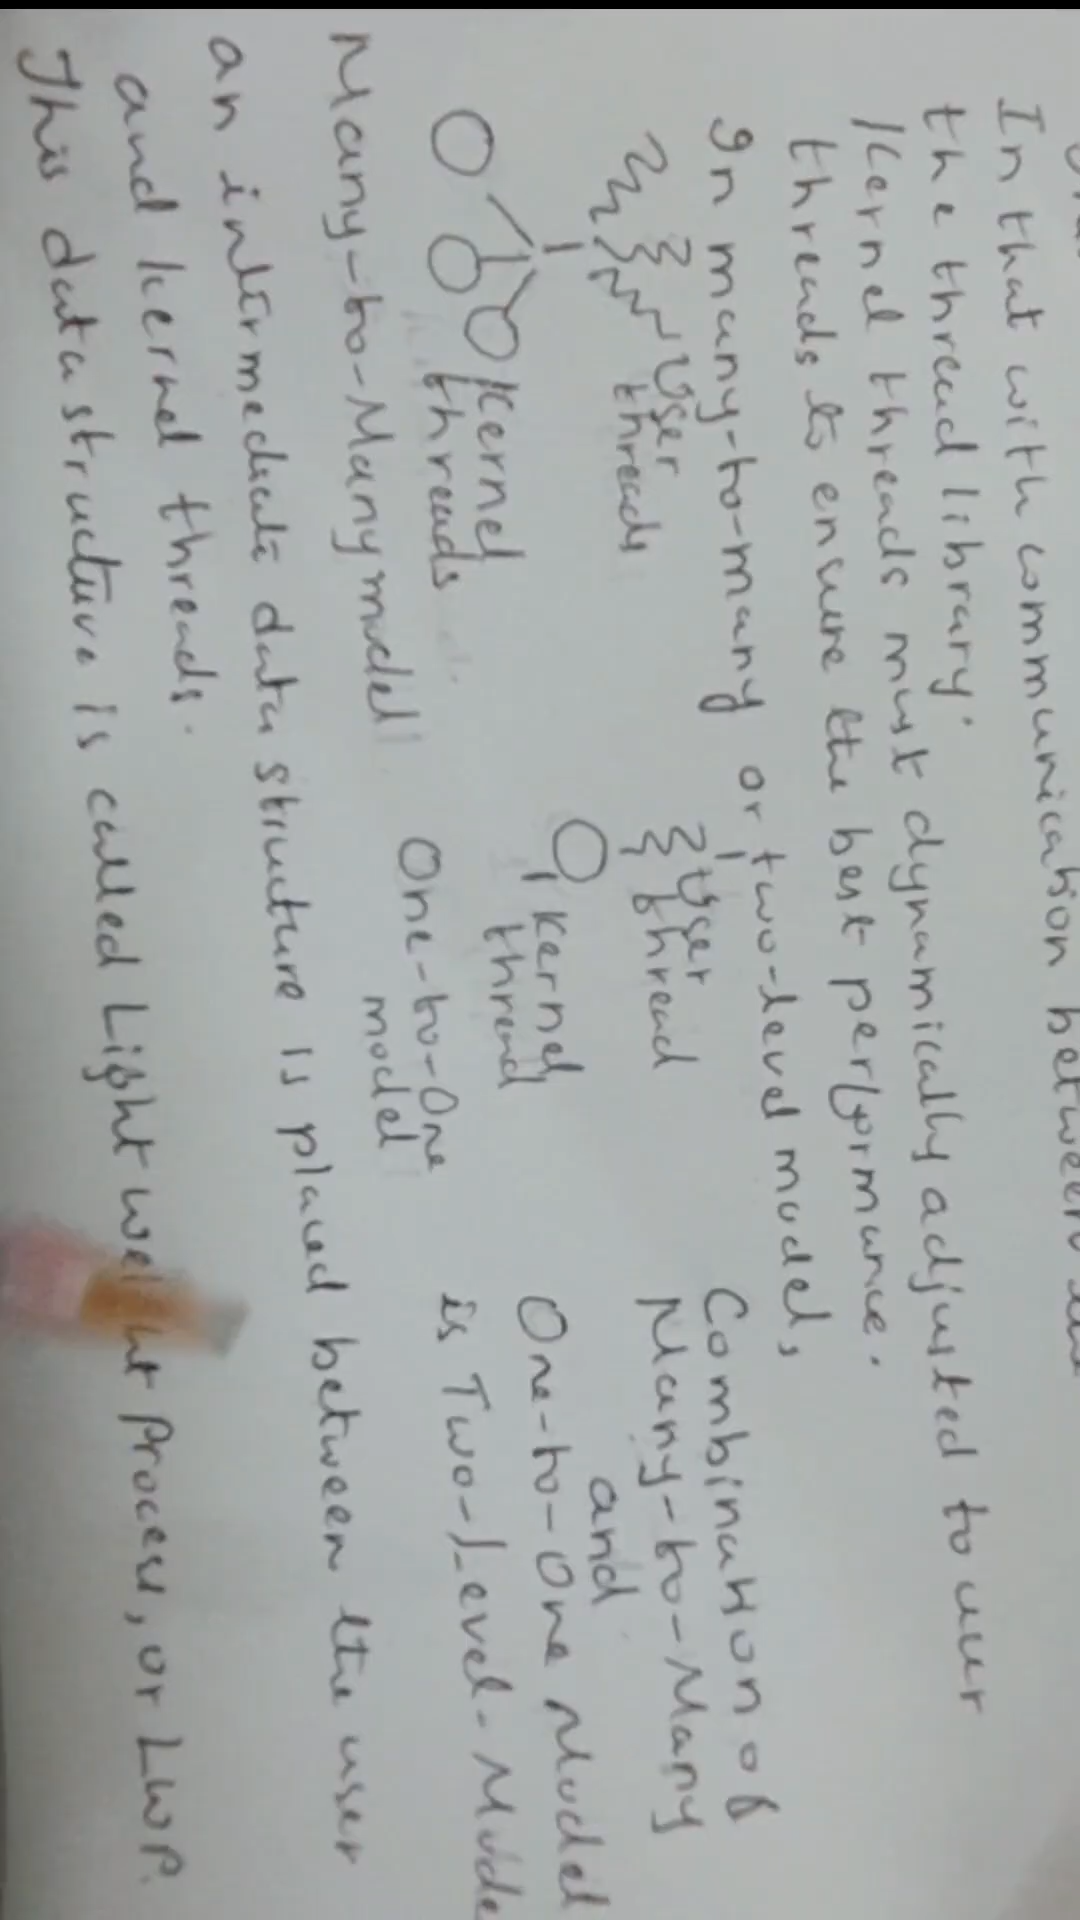 In that with communication between the
the thread library.
Kernel threads must dynamically adjusted to user
threads to ensure the best performance.
In many-to-many or two-level models,
User
threads
Kernel
threads
Many-to-Many model
User
thread
Kernel
thread
One-to-One
model
Combination of
Many-to-Many
and
One-to-One Model
is Two-Level-Mode
an intermediate data structure is placed between the user
and kernel threads.
This data structure is called Lightweight Process, or LWP.